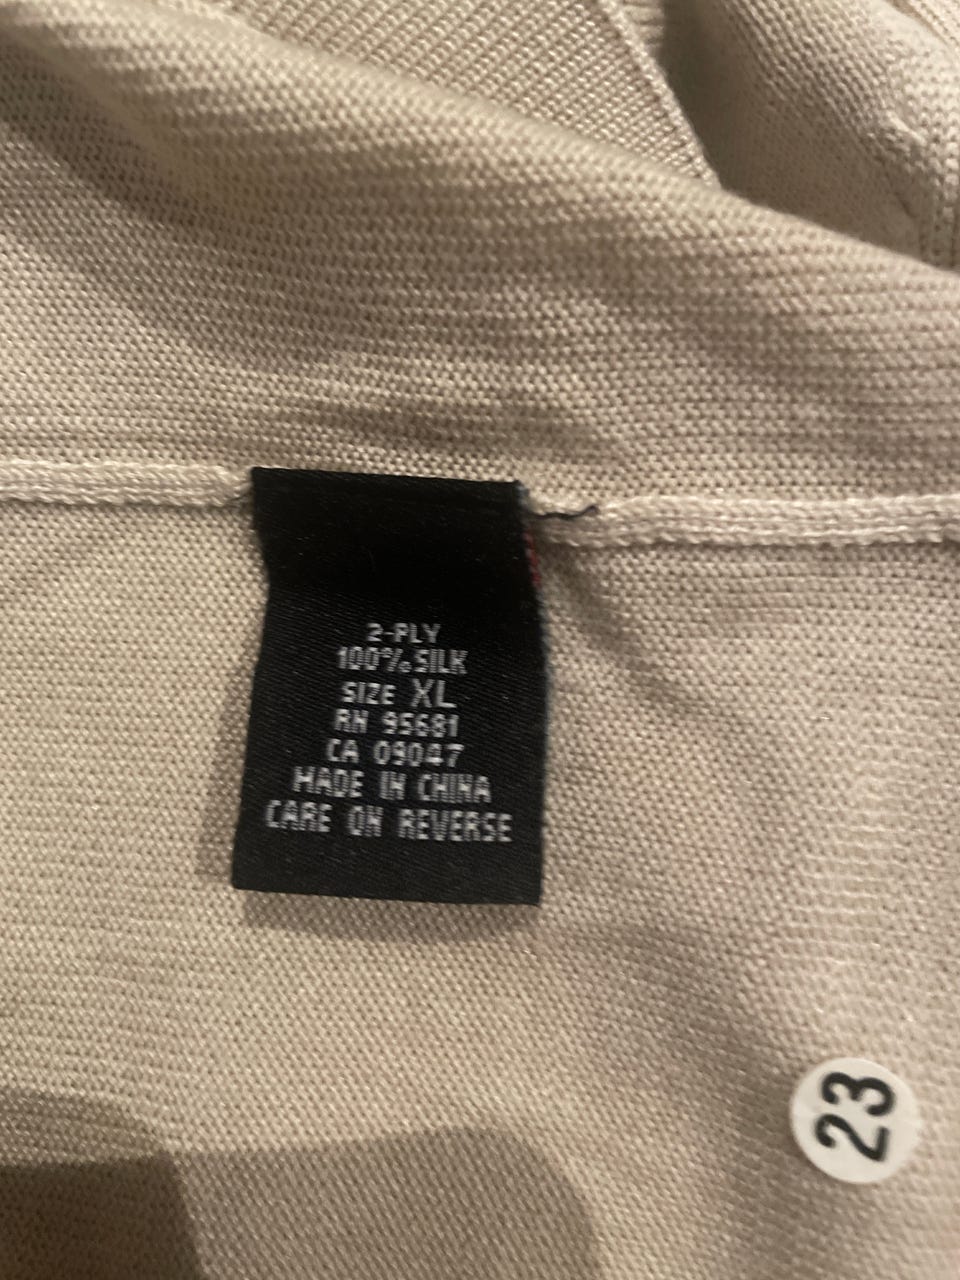 2-PLY
100% SILK
SIZE XL
RN 95681
CA 09047
MADE IN CHINA
CARE ON REVERSE
23